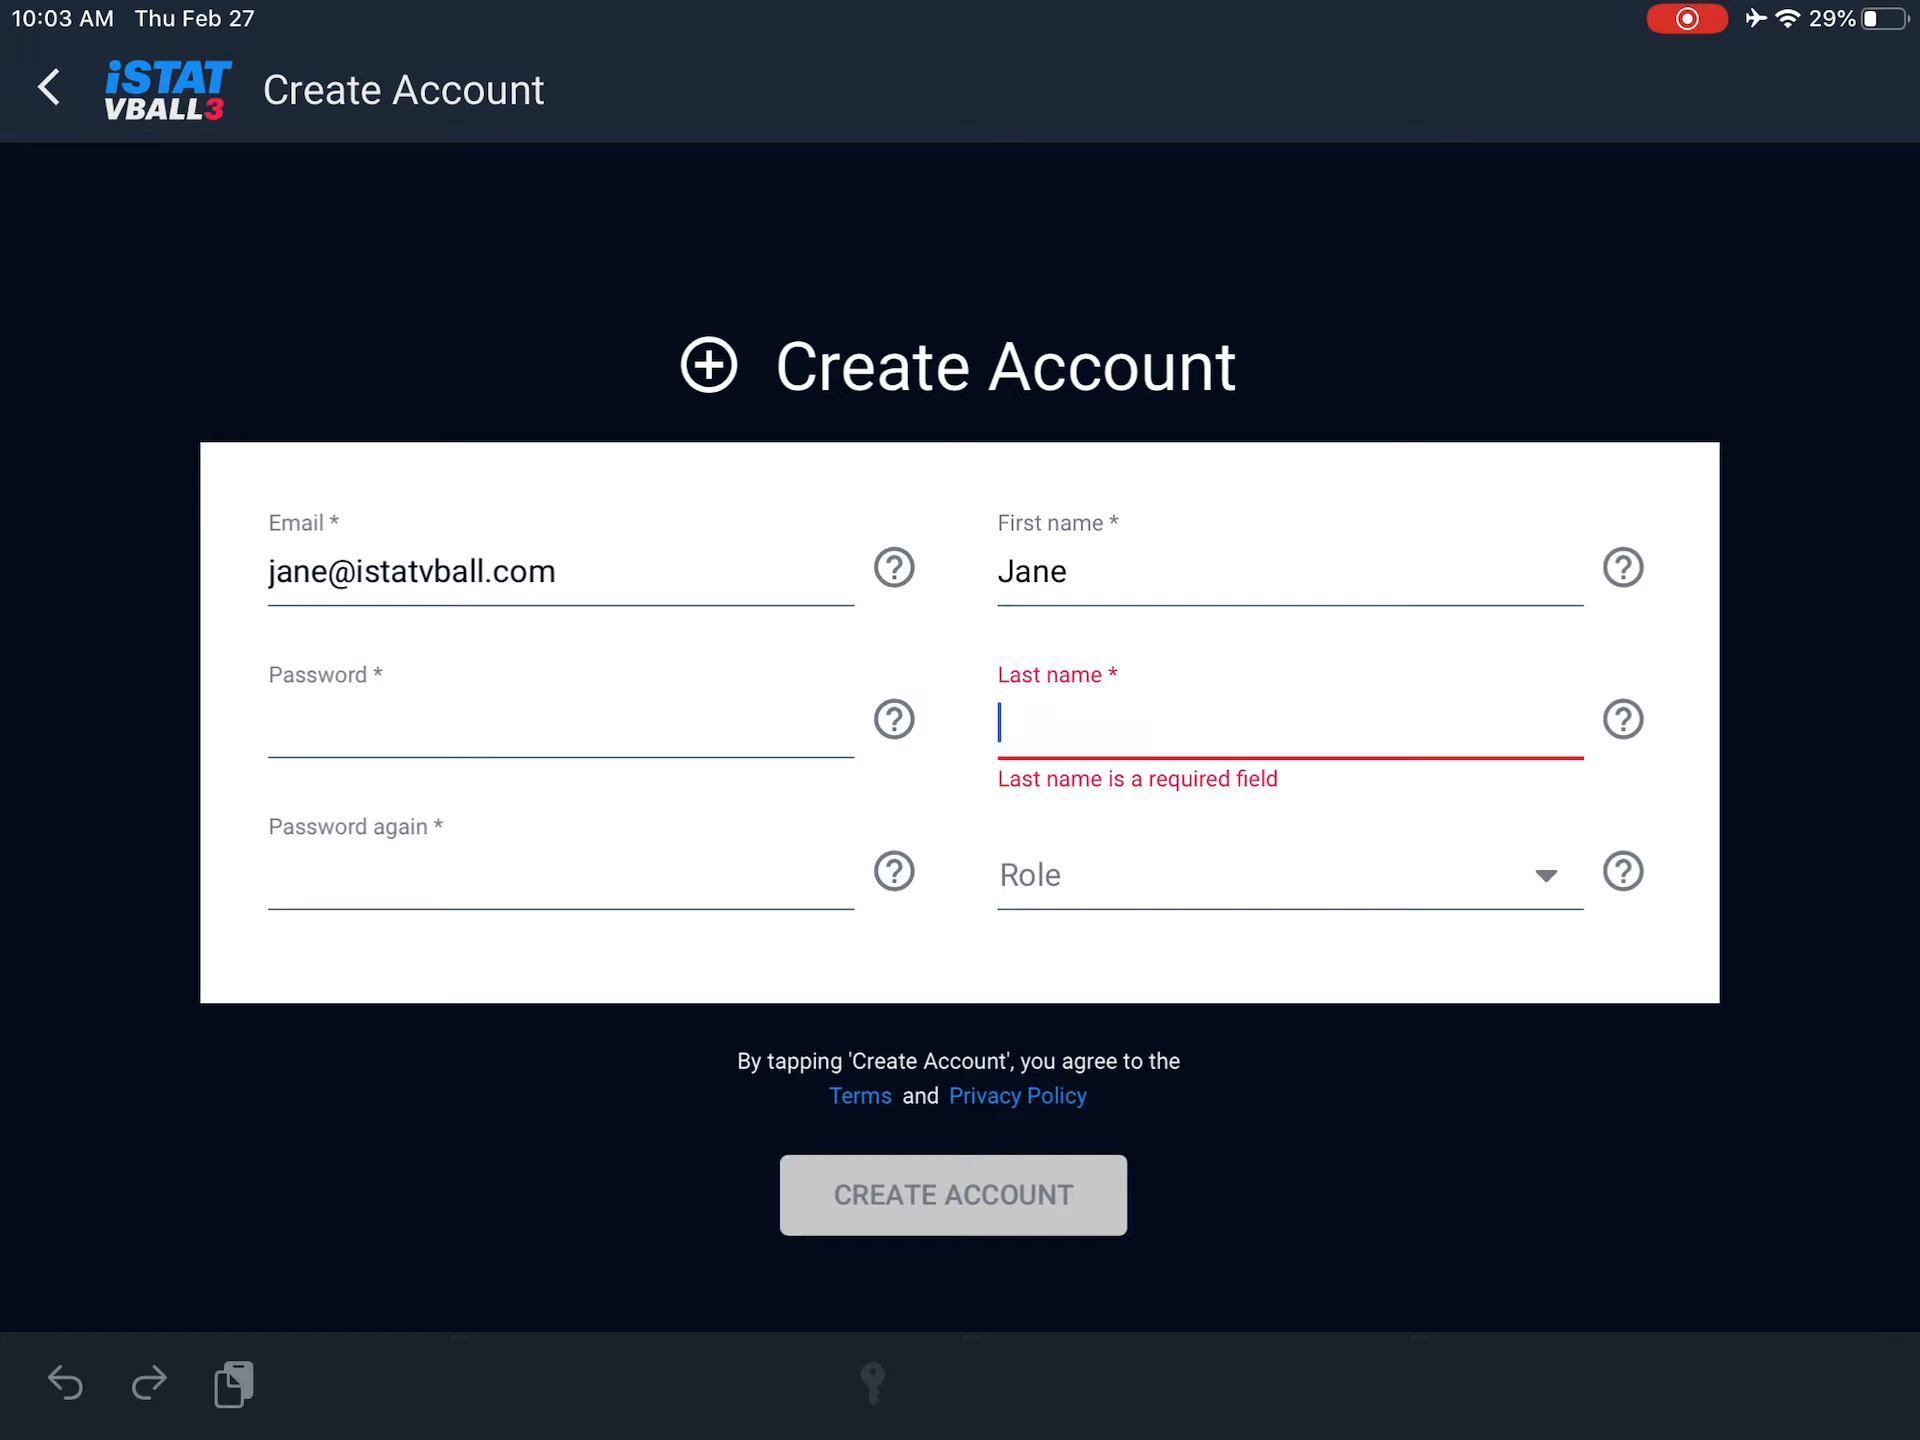 10:03 AM Thu Feb 27
29%
iSTAT
VBALL3
Create Account
Create Account
Email *
jane@istatvball.com
First name *
Jane
Password *
Last name *
Last name is a required field
Password again *
Role
By tapping 'Create Account', you agree to the
Terms and Privacy Policy
CREATE ACCOUNT